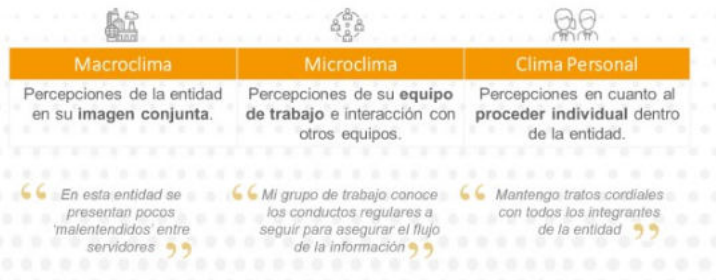 Macroclima
Percepciones de la entidad
en su imagen conjunta.
“ En esta entidad se
presentan pocos
‘malentendidos’ entre
servidores ”
Microclima
Percepciones de su equipo
de trabajo e interacción con
otros equipos.
“ Mi grupo de trabajo conoce
los conductos regulares a
seguir para asegurar el flujo
de la información ”
Clima Personal
Percepciones en cuanto al
proceder individual dentro
de la entidad.
“ Mantengo tratos cordiales
con todos los integrantes
de la entidad ”